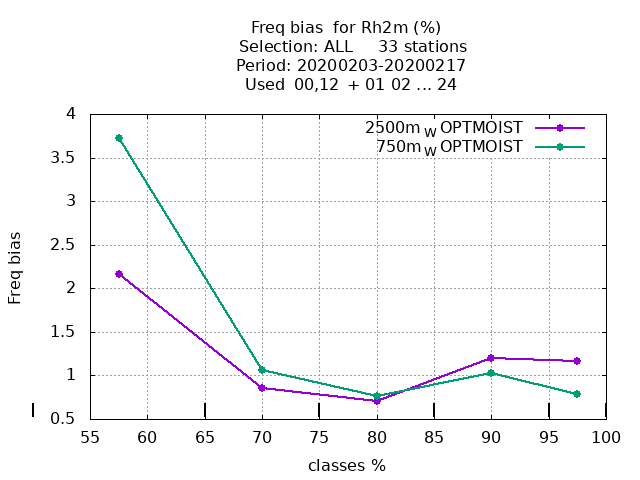 Freq bias for Rh2m (%)
Selection: ALL 33 stations
Period: 20200203-20200217
Used 00,12 + 01 02 ... 24
2500m W OPTMOIST
750m W OPTMOIST
4
3.5
3
2.5
2
1.5
1
0.5
Freq bias
55 60 65 70 75 80 85 90 95 100
classes %